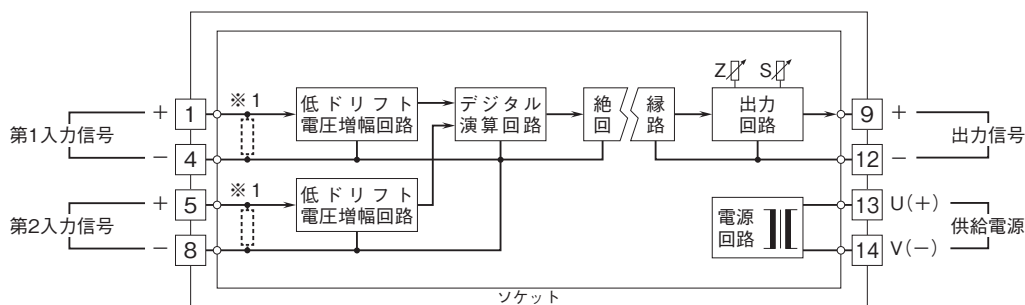 第1入力信号
+
1
−
4
第2入力信号
+
5
−
8
※1
※1
低ドリフト
電圧増幅回路
低ドリフト
電圧増幅回路
デジタル
演算回路
絶縁
回路
Z
S
出力
回路
電源
回路
9
+
12
−
出力信号
13
U(+)
14
V(−)
供給電源
ソケット